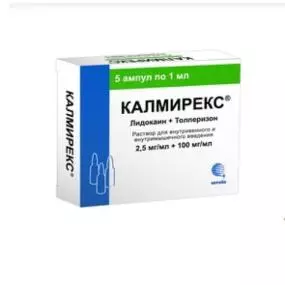 5 ампул по 1 мл
КАЛМИРЕКС®
Лидокаин + Толперизон
Раствор для внутривенного и
внутримышечного введения
2,5 мг/мл + 100 мг/мл
КАЛМИРЕКС®